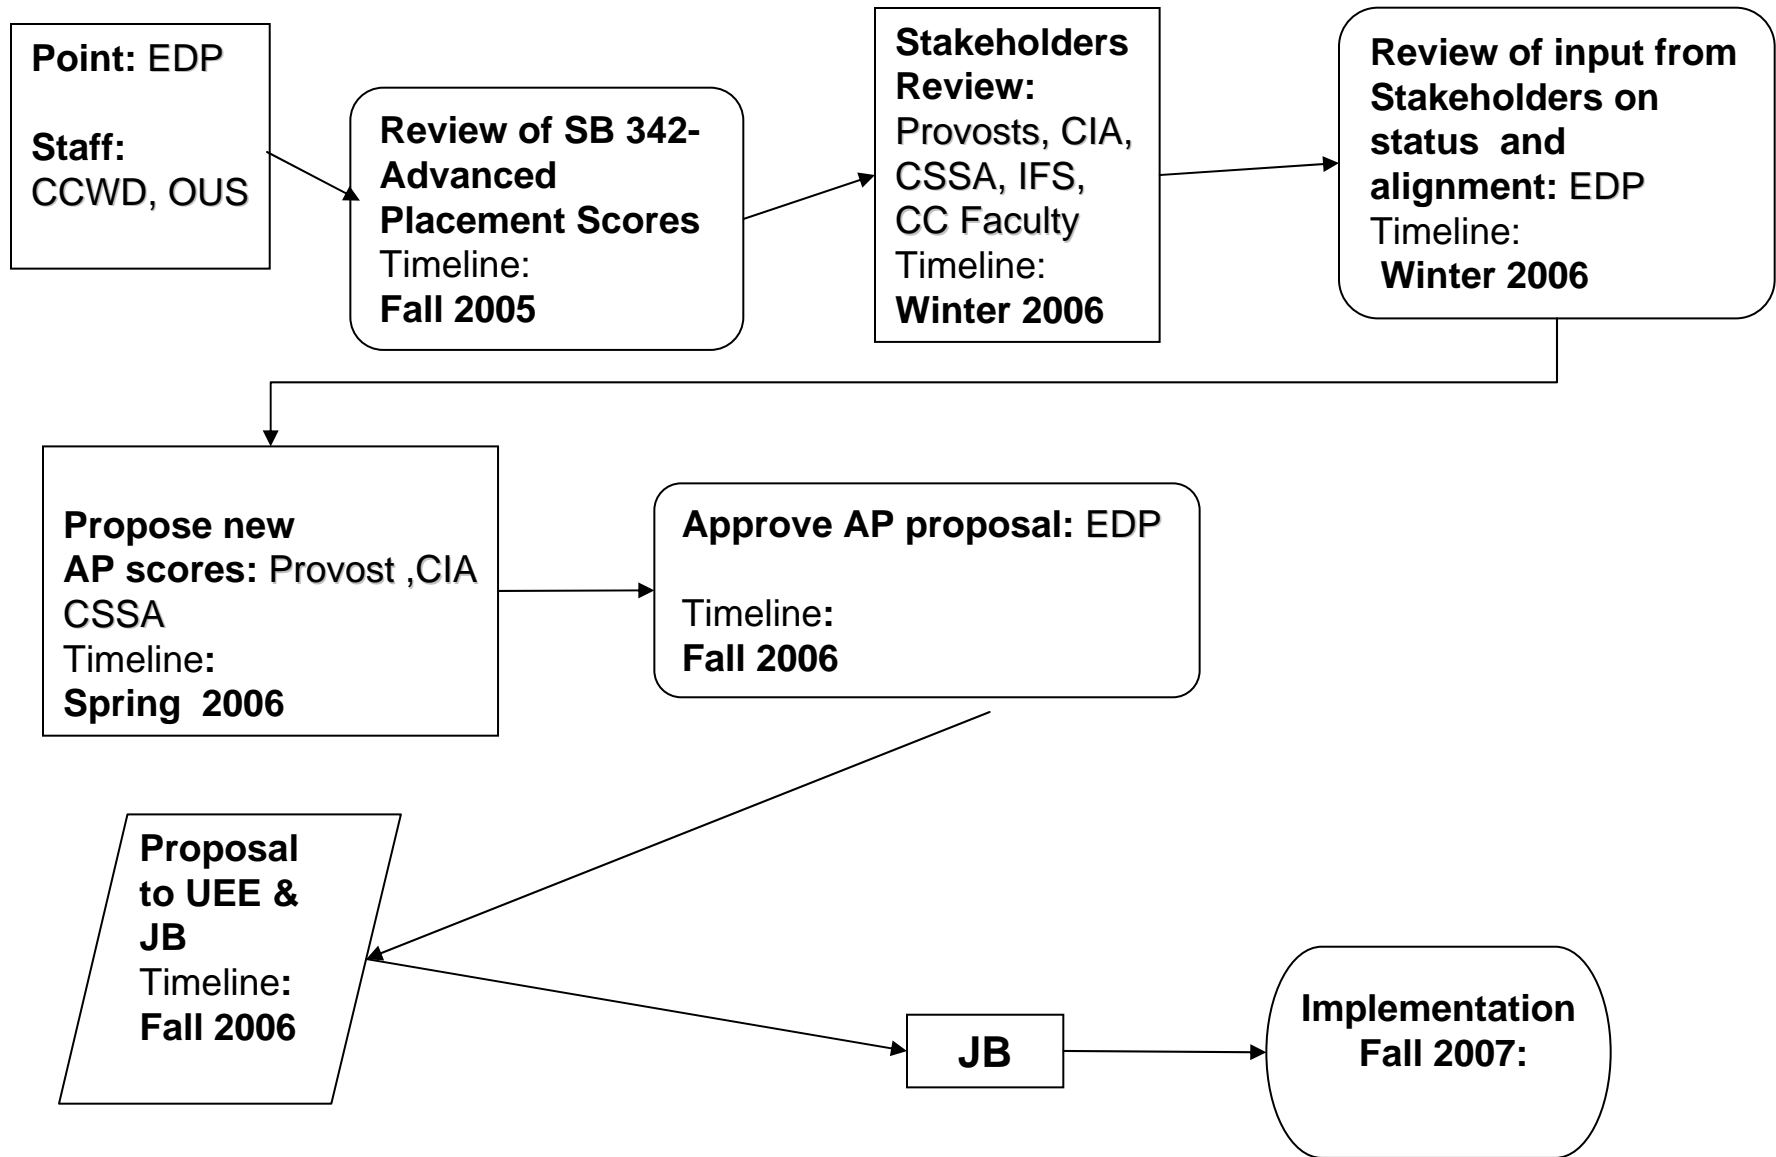 Point: EDP
Staff:
CCWD, OUS
Review of SB 342-
Advanced
Placement Scores
Timeline:
Fall 2005
Stakeholders
Review:
Provosts, CIA,
CSSA, IFS,
CC Faculty
Timeline:
Winter 2006
Review of input from
Stakeholders on
status and
alignment: EDP
Timeline:
Winter 2006
Propose new
AP scores: Provost ,CIA
CSSA
Timeline:
Spring 2006
Approve AP proposal: EDP
Timeline:
Fall 2006
Proposal
to UEE &
JB
Timeline:
Fall 2006
JB
Implementation
Fall 2007: